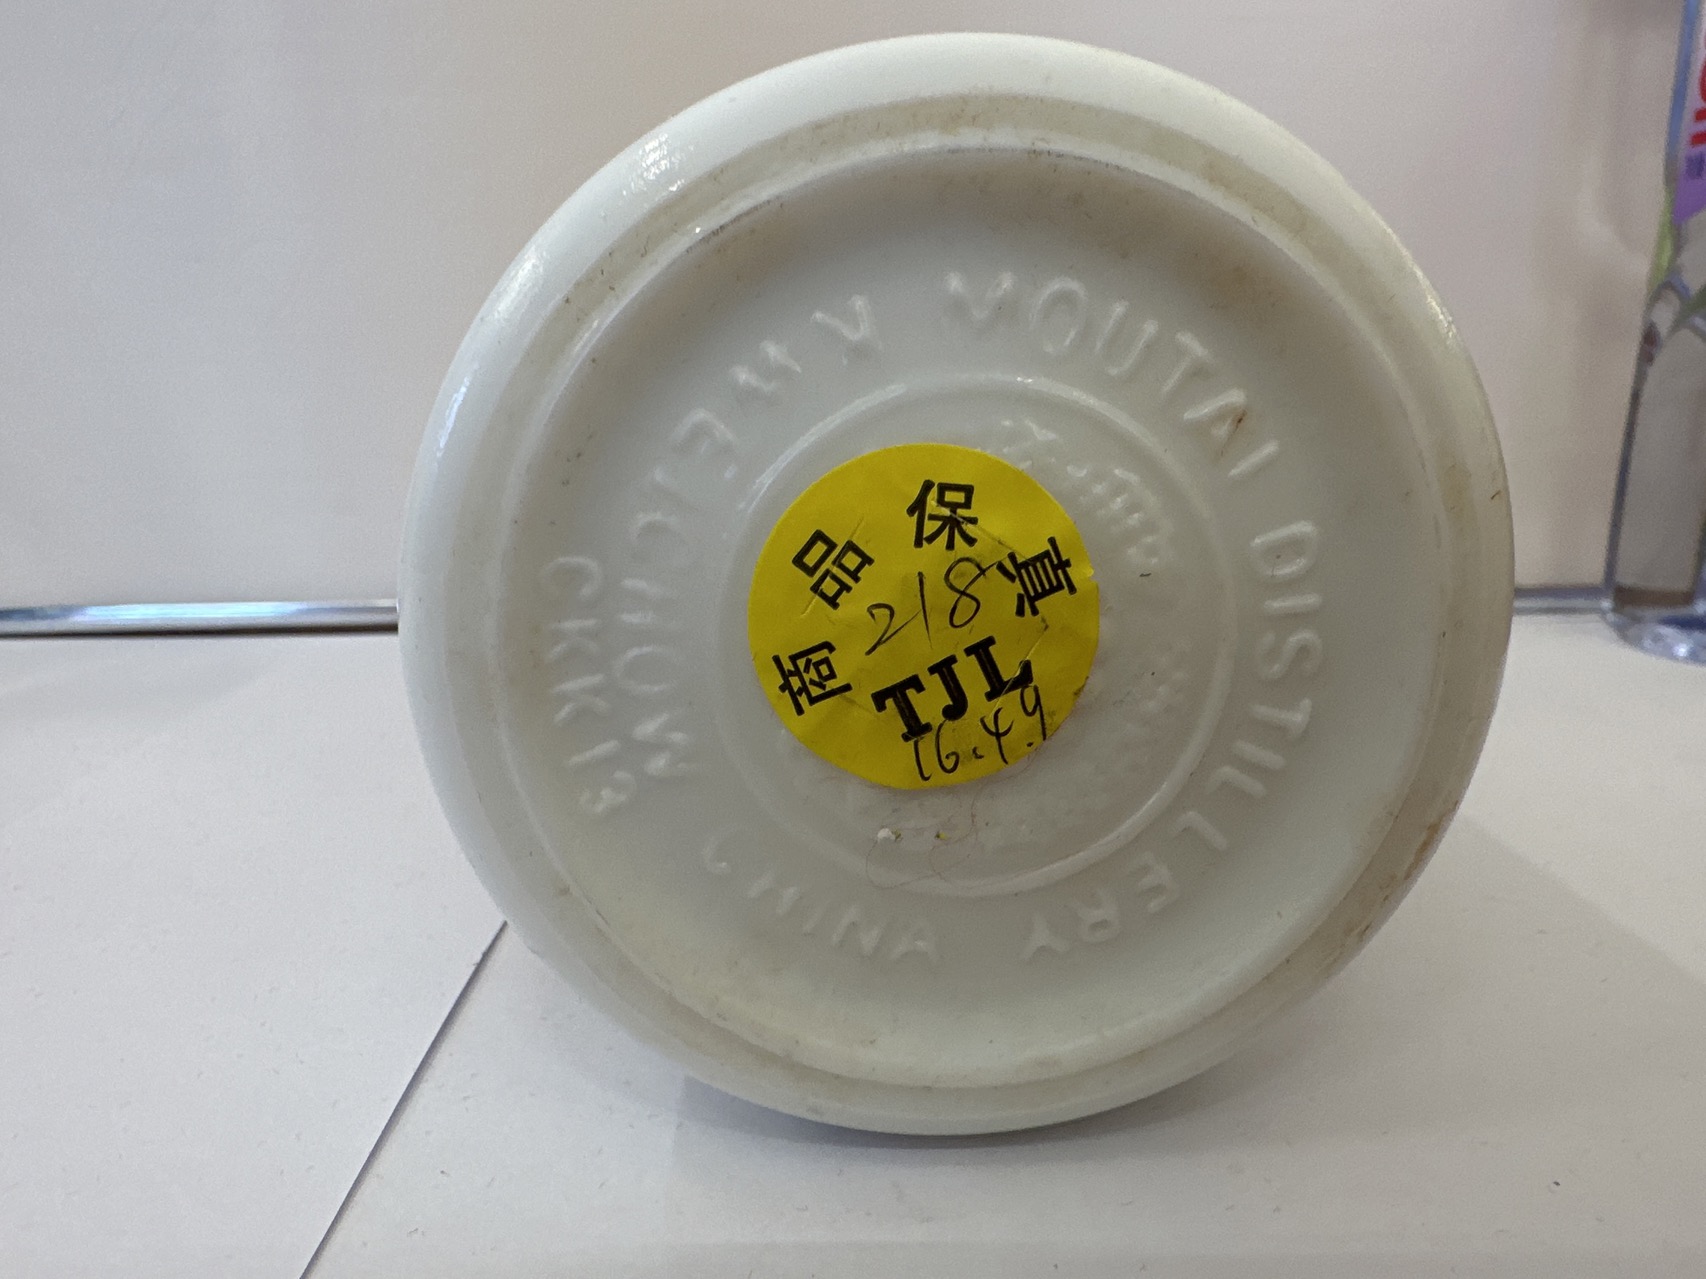 KWEICHOW MOUTAI DISTILLERY
CHINA
CKK13
商品保真
218
TJL
16.4.9